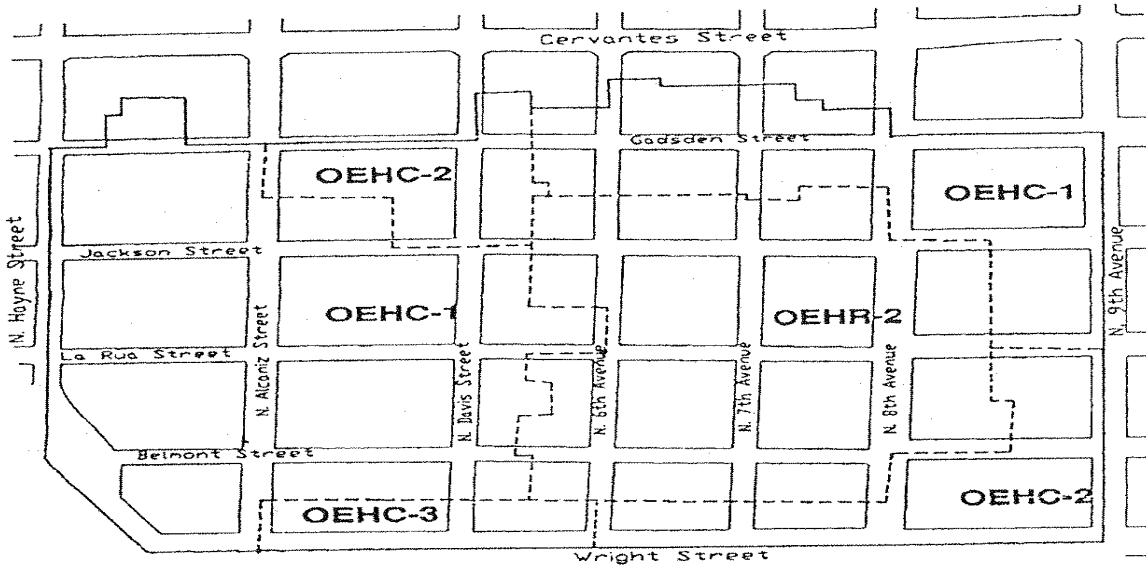 Cervantes Street
Gadsden Street
OEHC-2
OEHC-1
N. Hayne Street
Jackson Street
N. 9th Avenue
OEHC-1
OEHR-2
N. Alcaniz Street
La Rua Street
N. Davis Street
N. 6th Avenue
N. 7th Avenue
N. 8th Avenue
Belmont Street
OEHC-3
OEHC-2
Wright Street